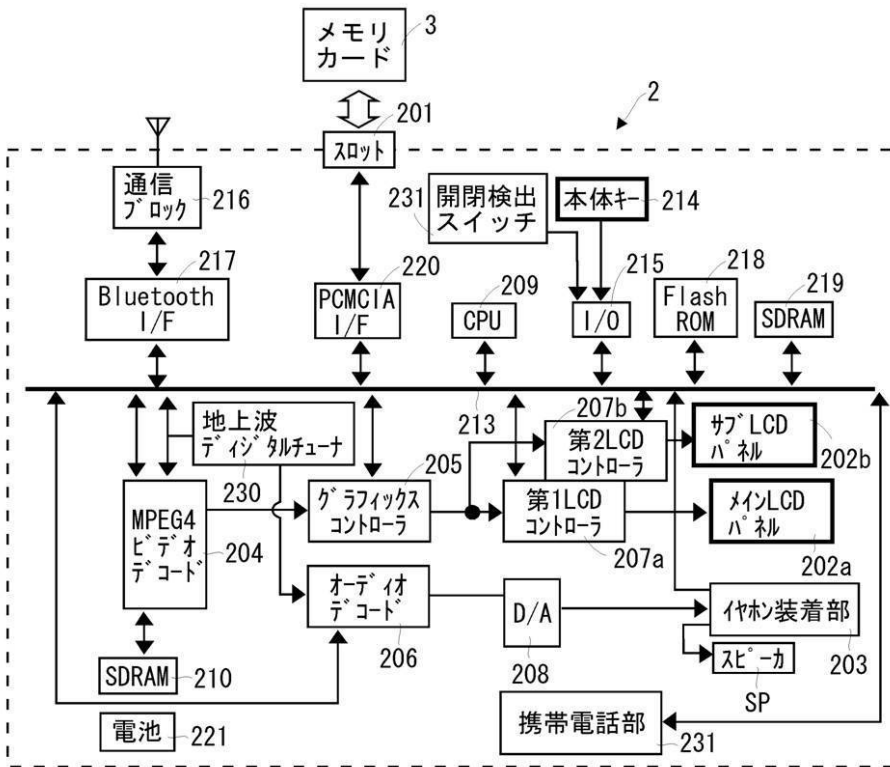 メモリ
カード
3
2
201
スロット
通信
ブロック
216
231
開閉検出
スイッチ
本体キー
214
217
Bluetooth
I/F
220
PCMCIA
I/F
209
CPU
215
I/O
218
Flash
ROM
219
SDRAM
213
地上波
ディジタルチューナ
230
207b
第2LCD
コントローラ
サブLCD
パネル
202b
MPEG4
ビデオ
デコード
204
205
グラフィックス
コントローラ
第1LCD
コントローラ
207a
メインLCD
パネル
202a
オーディオ
デコード
206
D/A
208
イヤホン装着部
203
スピーカ
SP
SDRAM
210
電池
221
携帯電話部
231